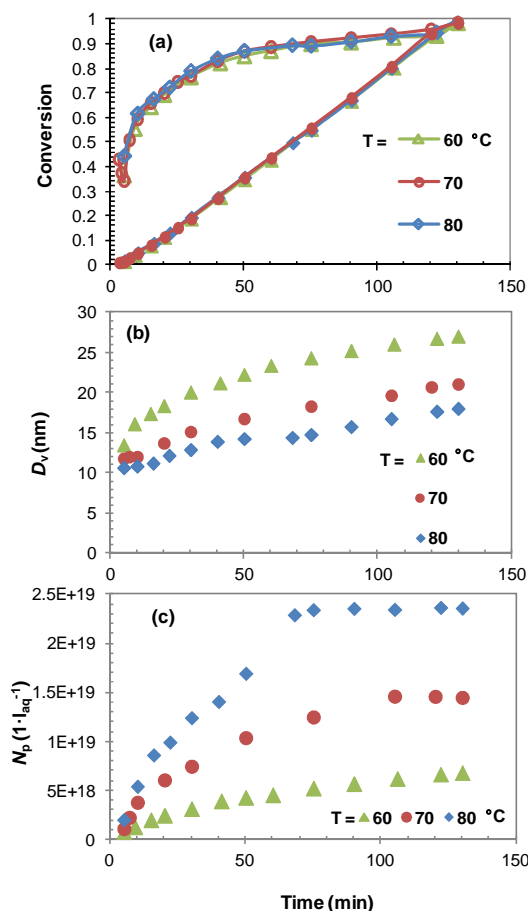 (a)
1
0.9
0.8
0.7
0.6
0.5
0.4
0.3
0.2
0.1
0
Conversion
T = 60 °C
70
80
0 50 100 150
(b)
30
25
20
15
10
5
0
Dv (nm)
T = 60 °C
70
80
0 50 100 150
(c)
2.5E+19
2E+19
1.5E+19
1E+19
5E+18
0
Np (1·laq-1)
T = 60 70 80 °C
0 50 100 150
Time (min)